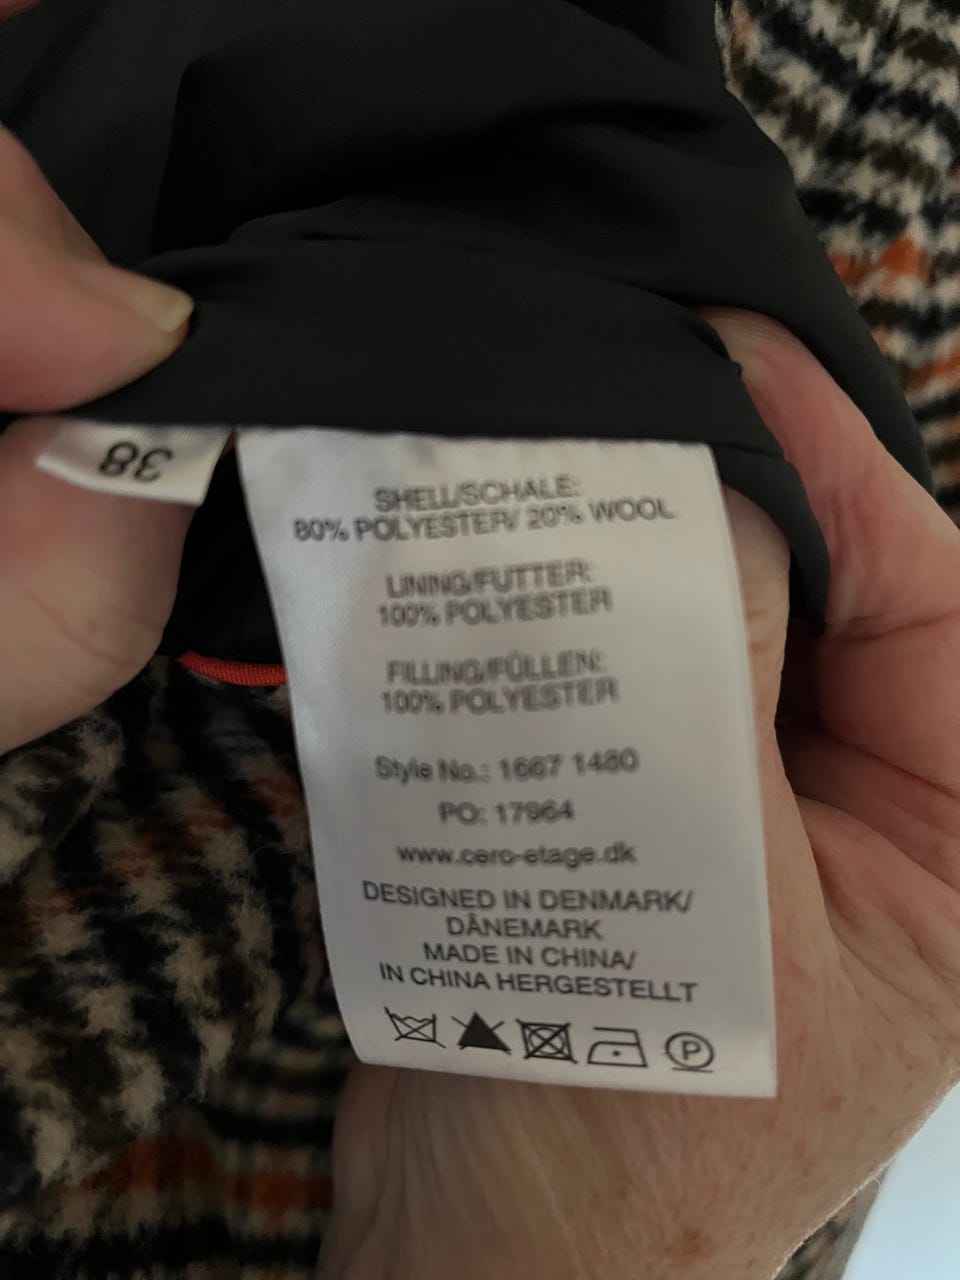 38
SHELL/SCHALE:
80% POLYESTER/ 20% WOOL
LINING/FUTTER:
100% POLYESTER
FILLING/FÜLLEN:
100% POLYESTER
Style No.: 1667 1480
PO: 17964
www.cero-etage.dk
DESIGNED IN DENMARK/
DÂNEMARK
MADE IN CHINA/
IN CHINA HERGESTELLT
P